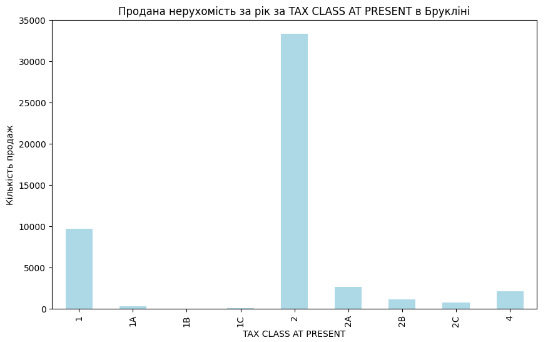 Продана нерухомість за рік за TAX CLASS AT PRESENT в Брукліні
35000
30000
25000
20000
15000
10000
5000
0
Кількість продаж
1
1A
1B
1C
2
2A
2B
2C
4
TAX CLASS AT PRESENT